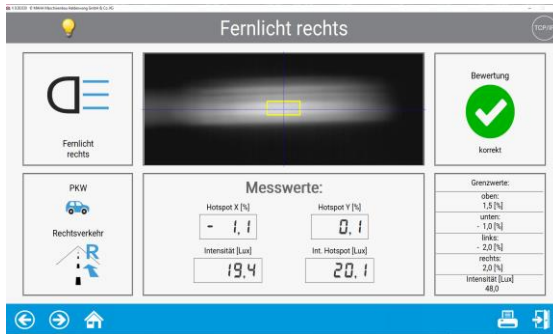 Fernlicht rechts
TCP/IP
Fernlicht
rechts
Bewertung
korrekt
PKW
Rechtsverkehr
R
Messwerte:
Hotspot X [%]
Hotspot Y [%]
- 1,1
0,1
Intensität [Lux]
Int. Hotspot [Lux]
19,4
20,1
Grenzwerte:
oben:
1,5 [%]
unten:
- 1,0 [%]
links:
- 2,0 [%]
rechts:
2,0 [%]
Intensität [Lux]
48,0